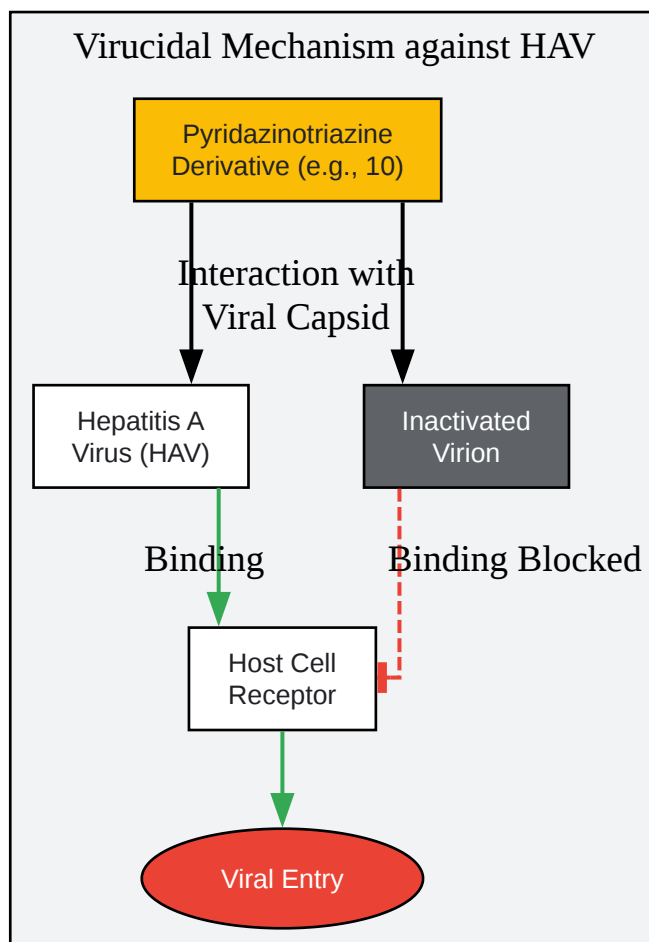 Virucidal Mechanism against HAV
Pyridazinotriazine
Derivative (e.g., 10)
Interaction with
Viral Capsid
Hepatitis A
Virus (HAV)
Inactivated
Virion
Binding
Binding Blocked
Host Cell
Receptor
Viral Entry